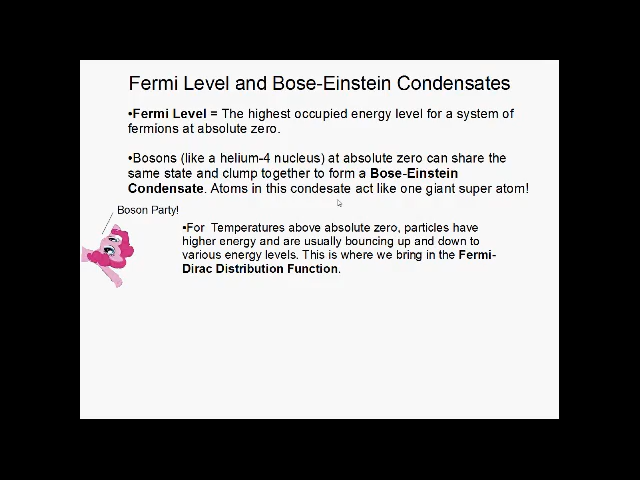 Fermi Level and Bose-Einstein Condensates
•Fermi Level = The highest occupied energy level for a system of
fermions at absolute zero.
•Bosons (like a helium-4 nucleus) at absolute zero can share the
same state and clump together to form a Bose-Einstein
Condensate. Atoms in this condesate act like one giant super atom!
Boson Party!
•For  Temperatures above absolute zero, particles have
higher energy and are usually bouncing up and down to
various energy levels. This is where we bring in the Fermi-
Dirac Distribution Function.